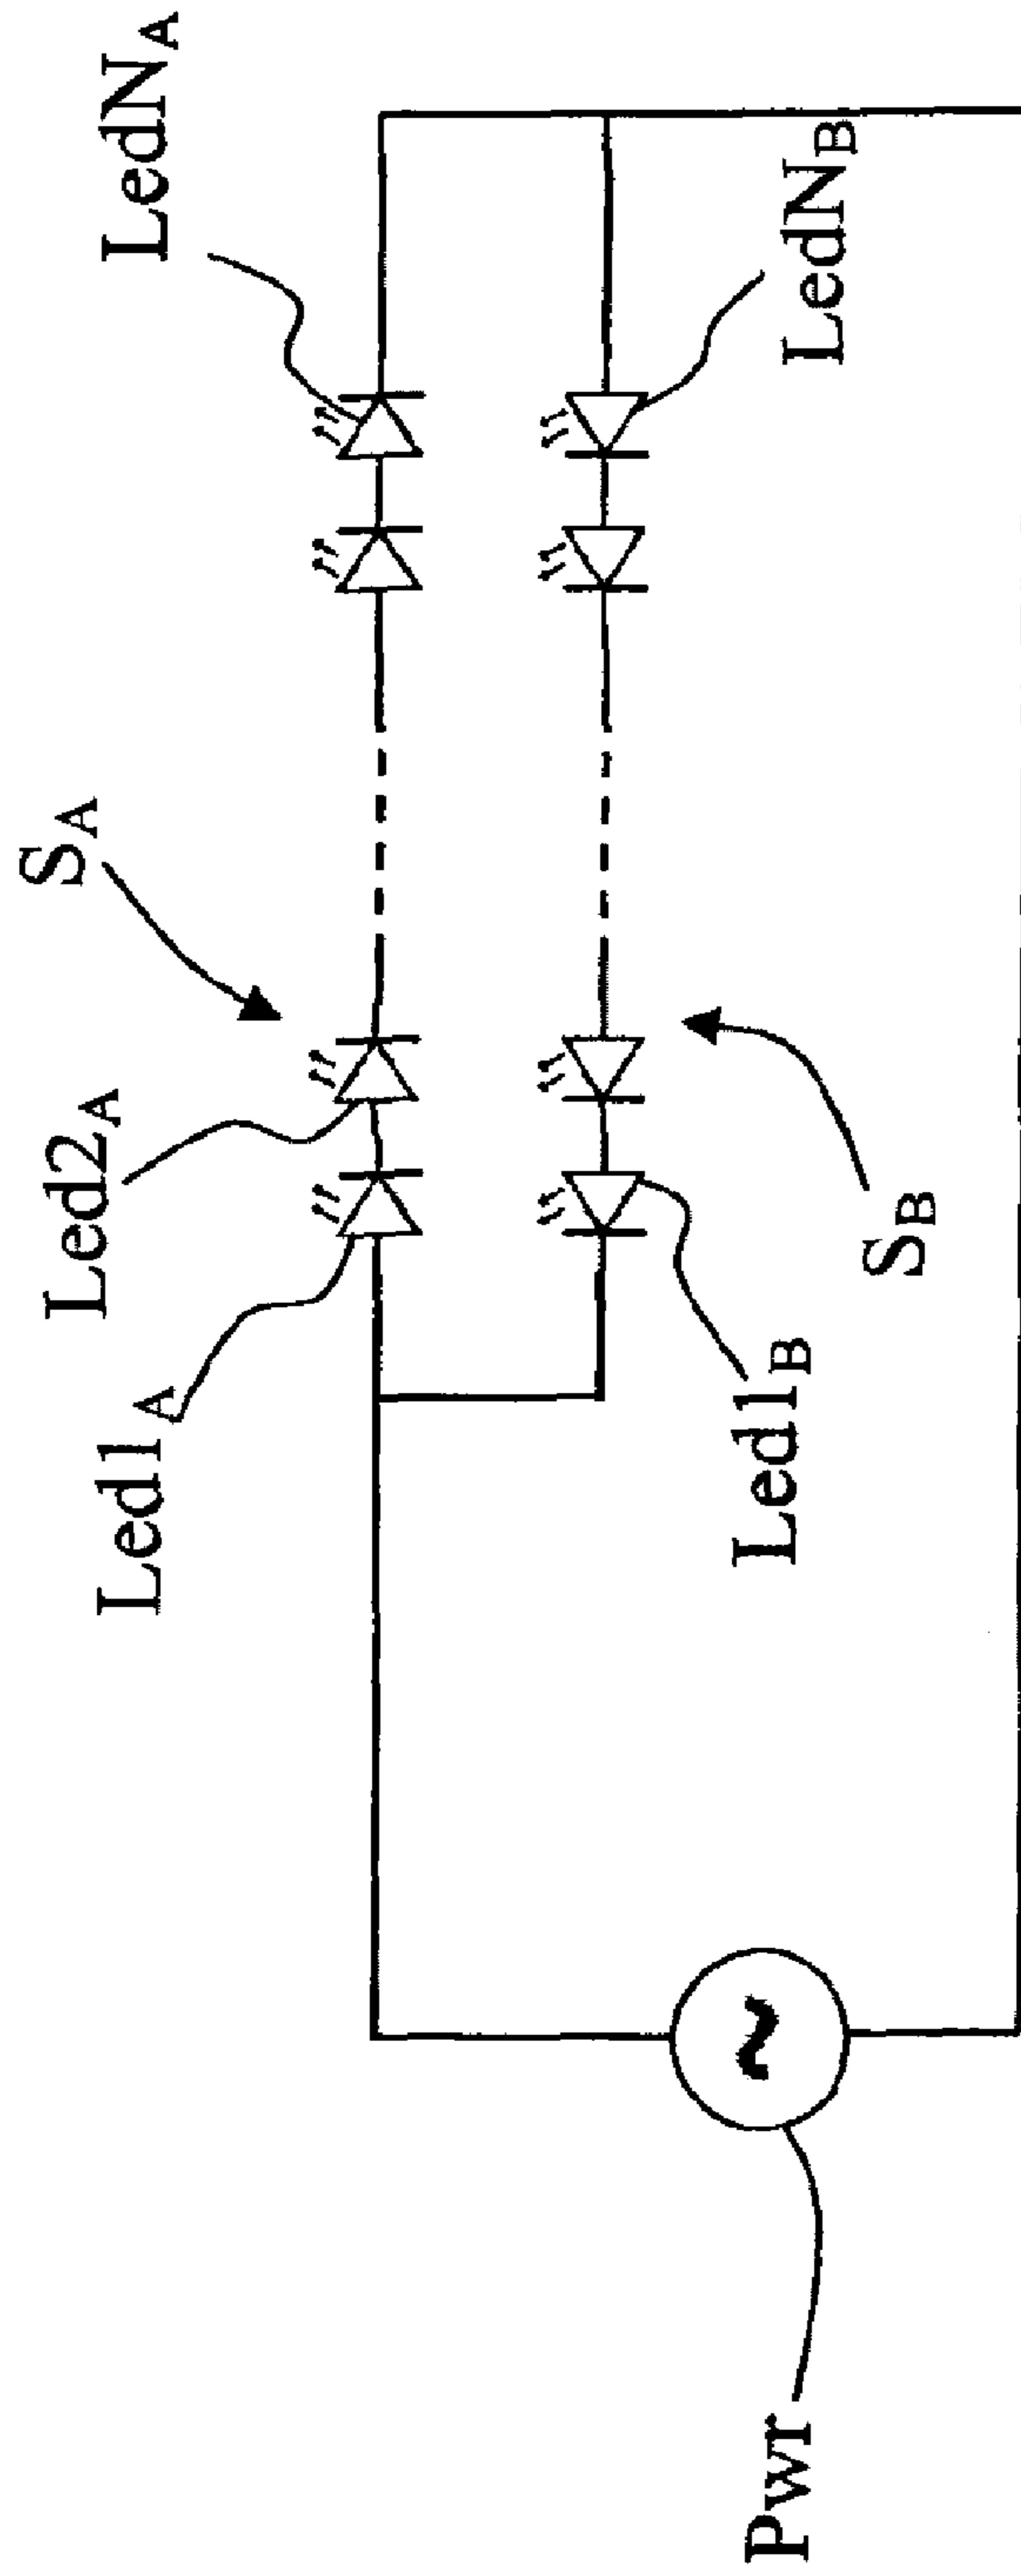 S_A
Led2_A
LedN_A
Led1_A
Led1_B
LedN_B
S_B
Pwr
~